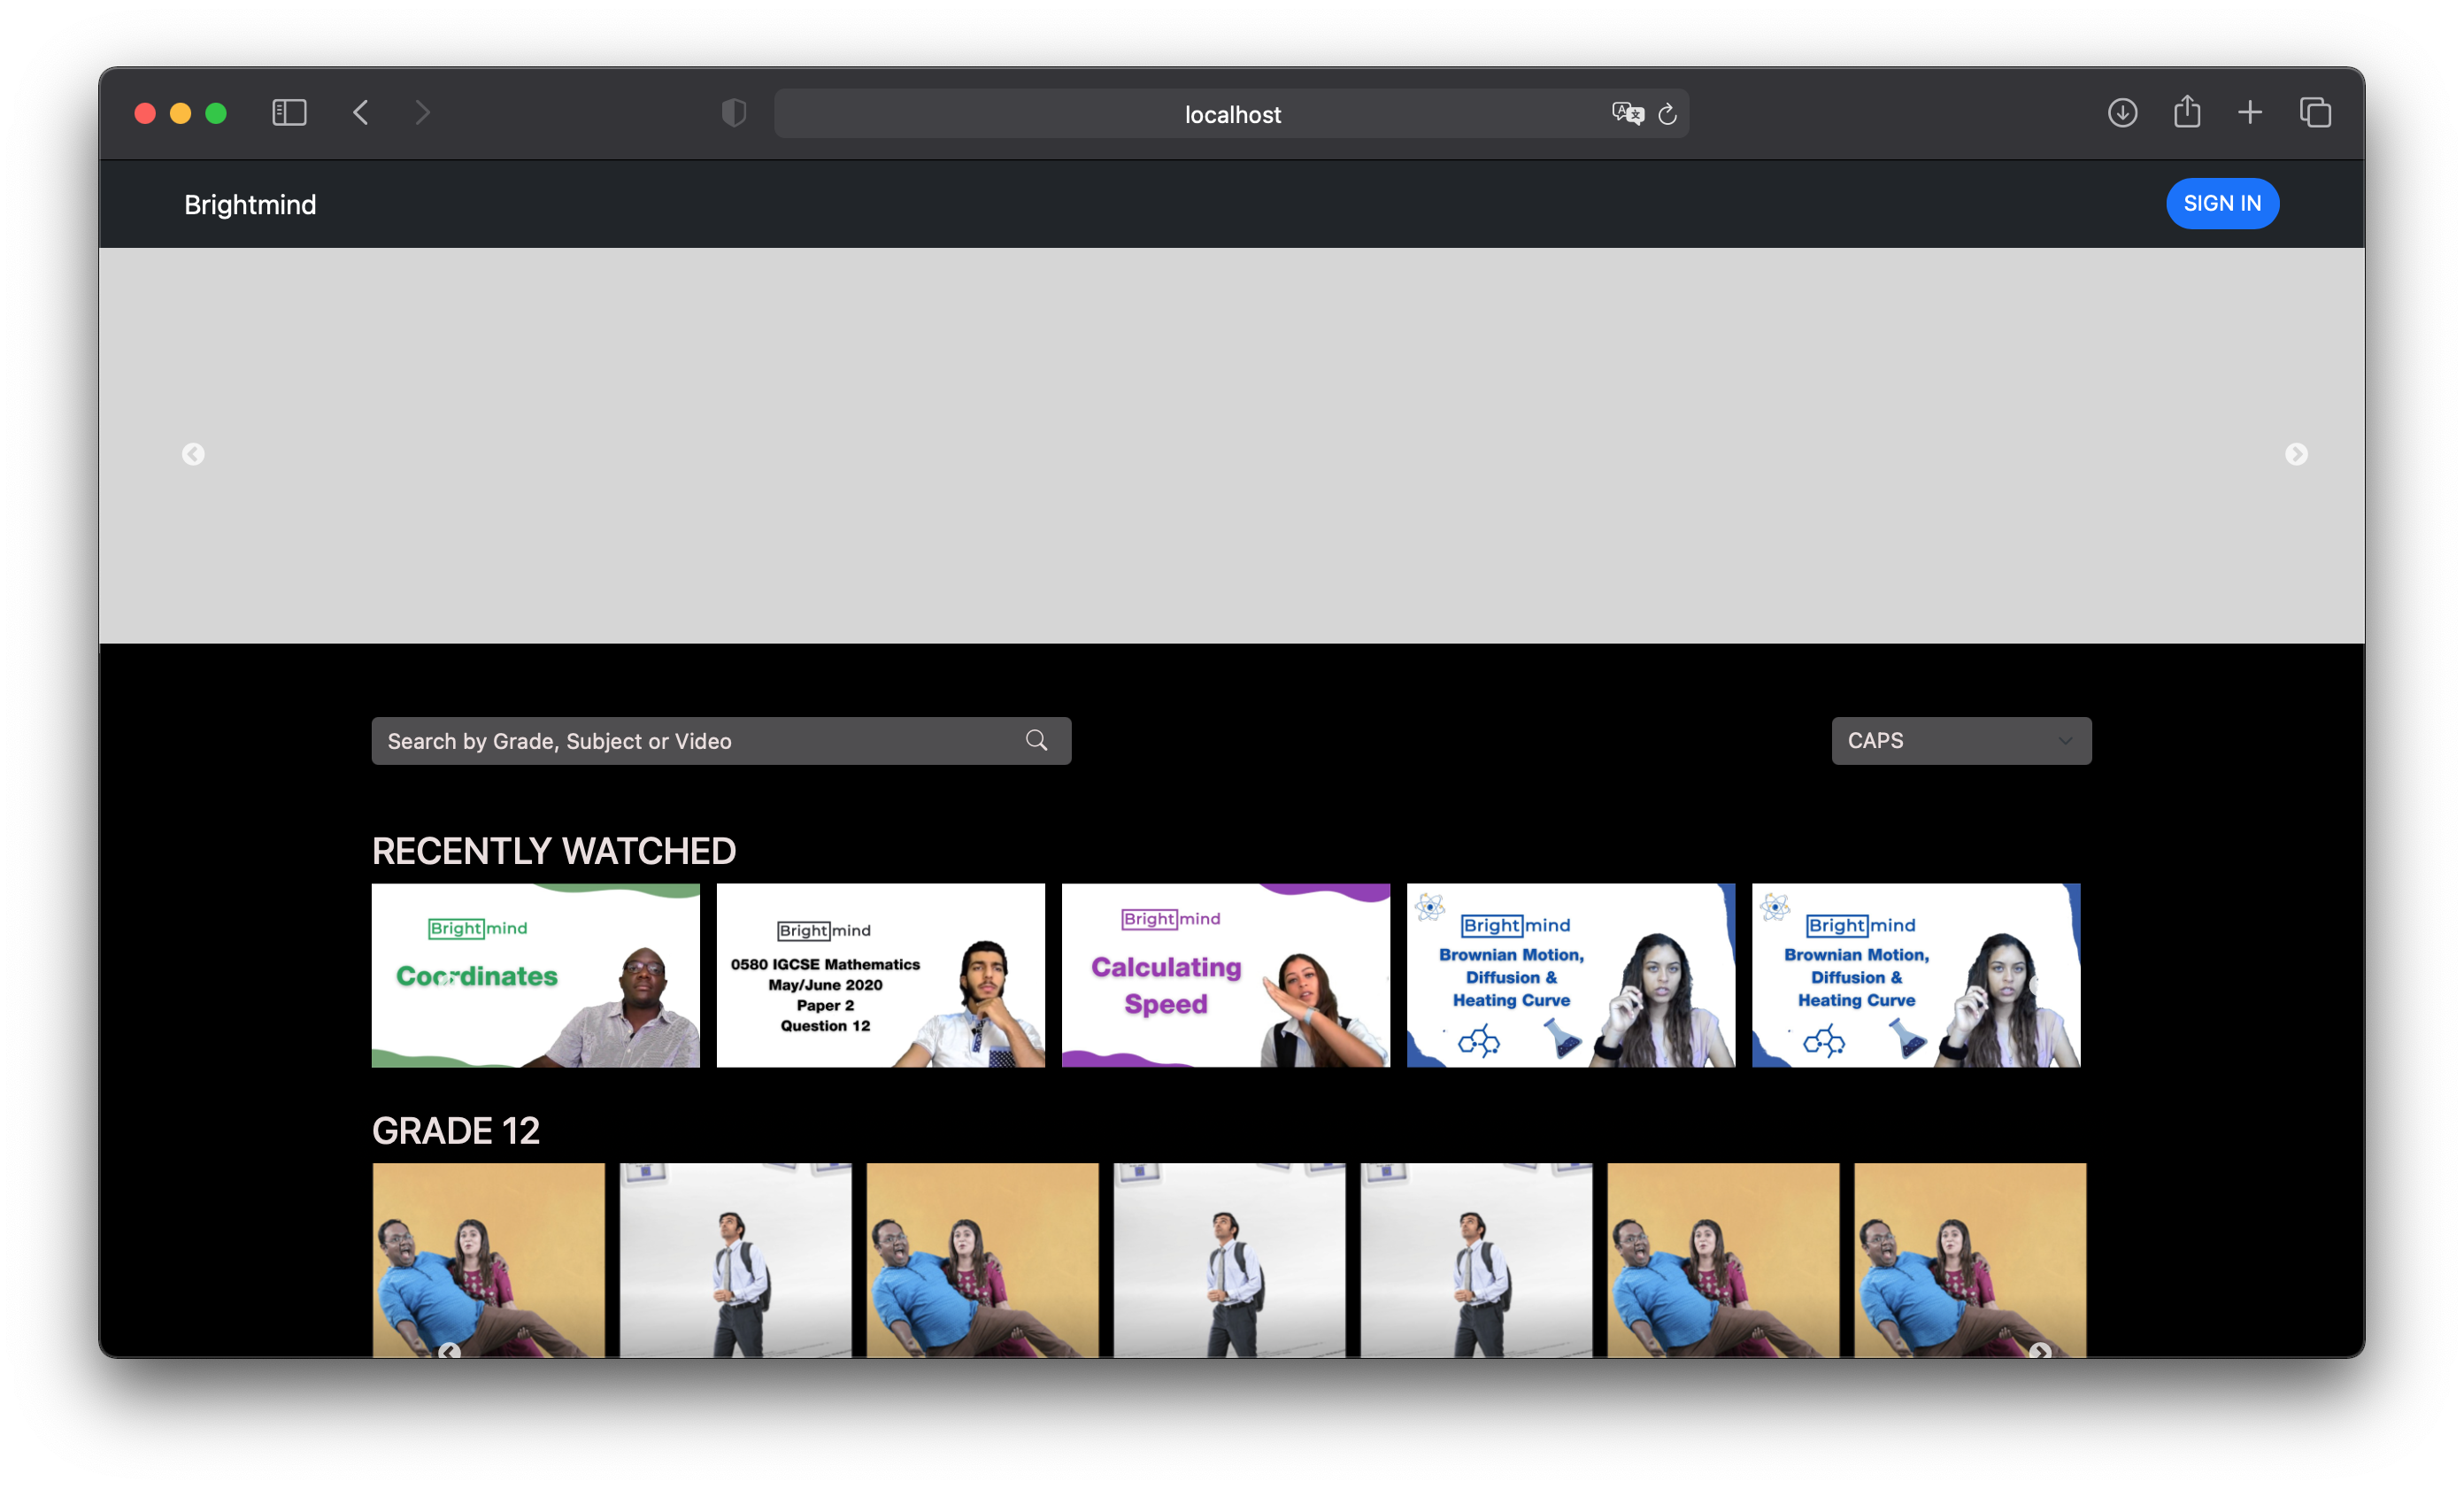 localhost
Brightmind
SIGN IN
Search by Grade, Subject or Video
CAPS
RECENTLY WATCHED
Brightmind
Coordinates
Brightmind
0580 IGCSE Mathematics
May/June 2020
Paper 2
Question 12
Brightmind
Calculating
Speed
Brightmind
Brownian Motion,
Diffusion &
Heating Curve
Brightmind
Brownian Motion,
Diffusion &
Heating Curve
GRADE 12